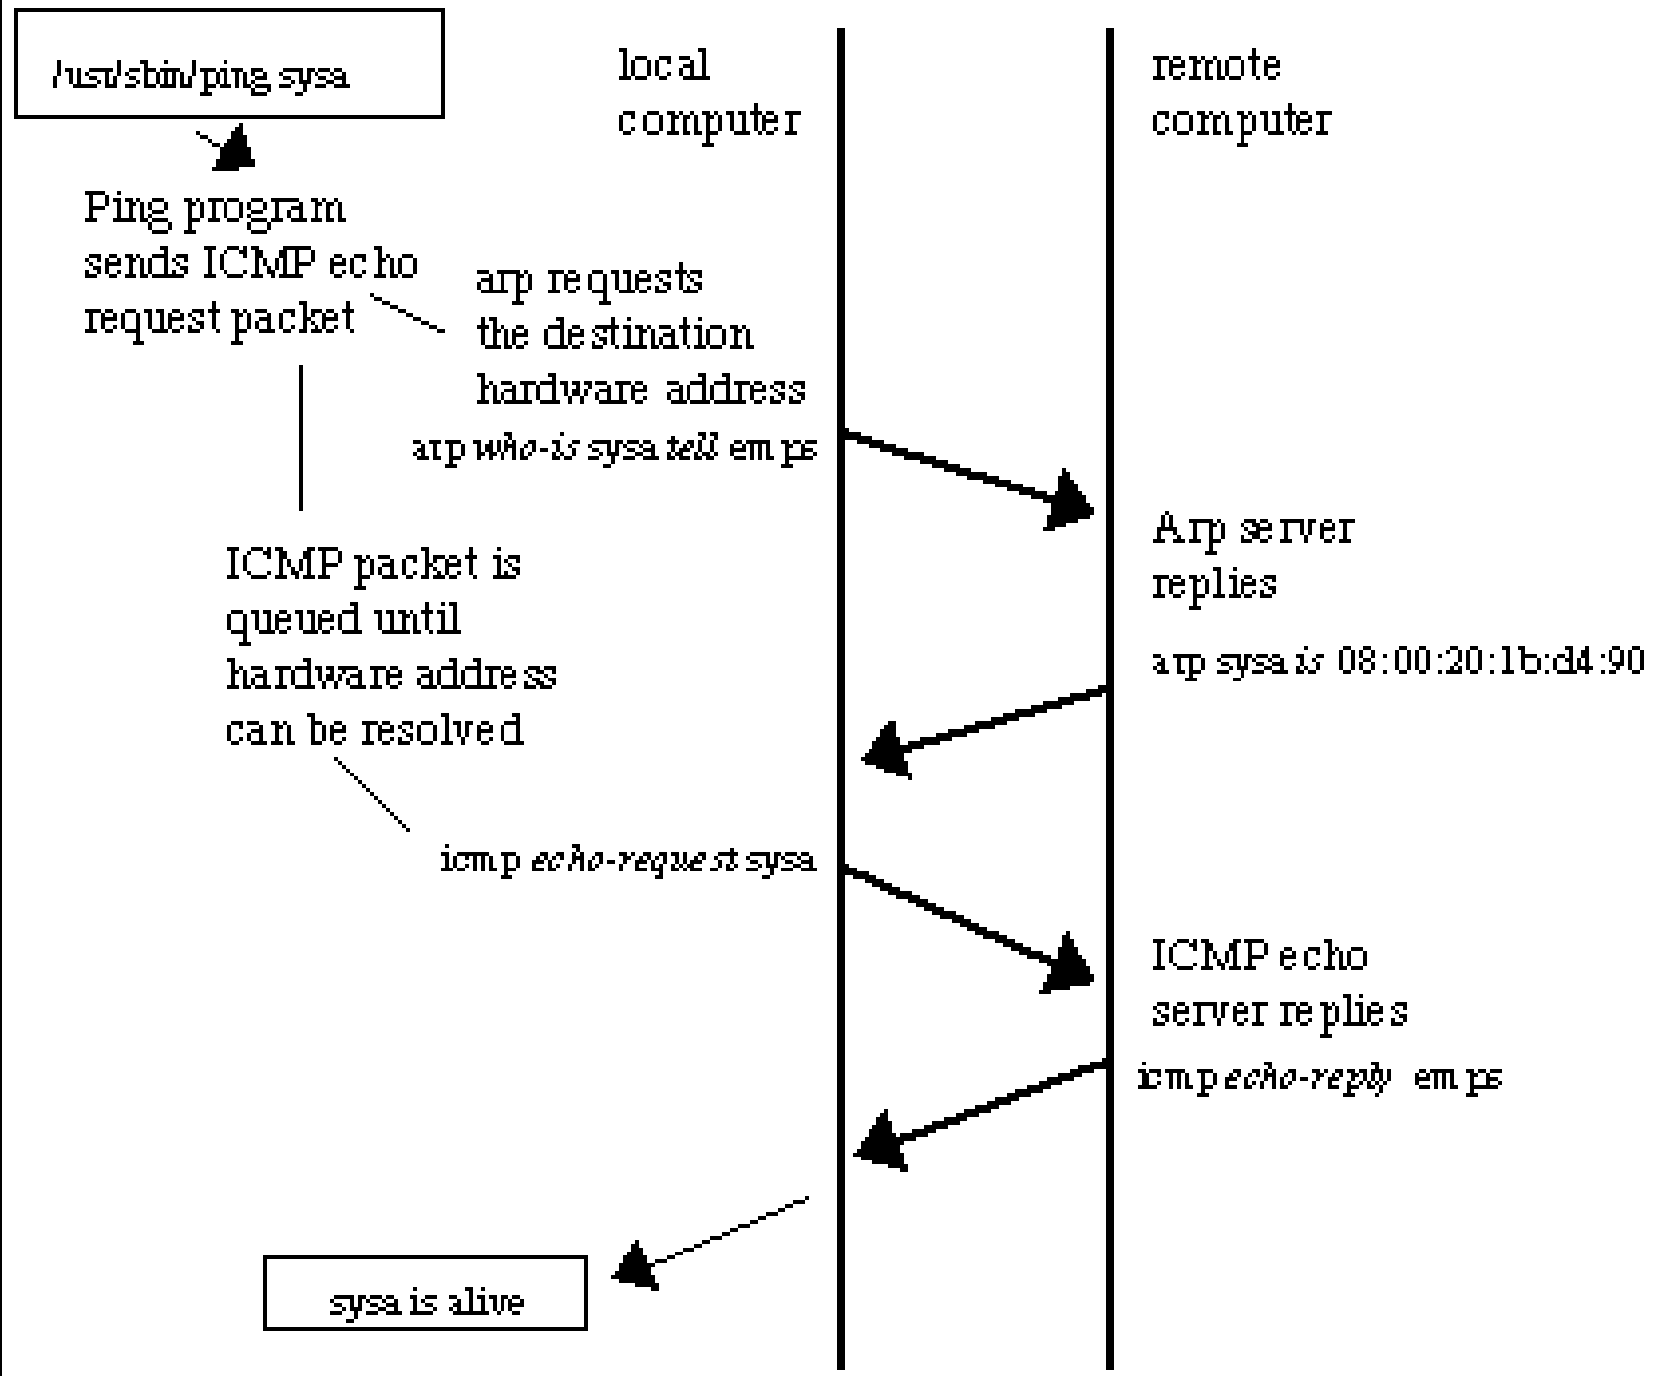 /usr/sbin/ping sysa
local
computer
remote
computer
Ping program
sends ICMP echo
request packet
arp requests
the destination
hardware address
arp who-is sysa tell emps
ICMP packet is
queued until
hardware address
can be resolved
Arp server
replies
arp sysa is 08:00:20:1b:d4:90
icmp echo-request sysa
ICMP echo
server replies
icmp echo-reply emps
sysa is alive